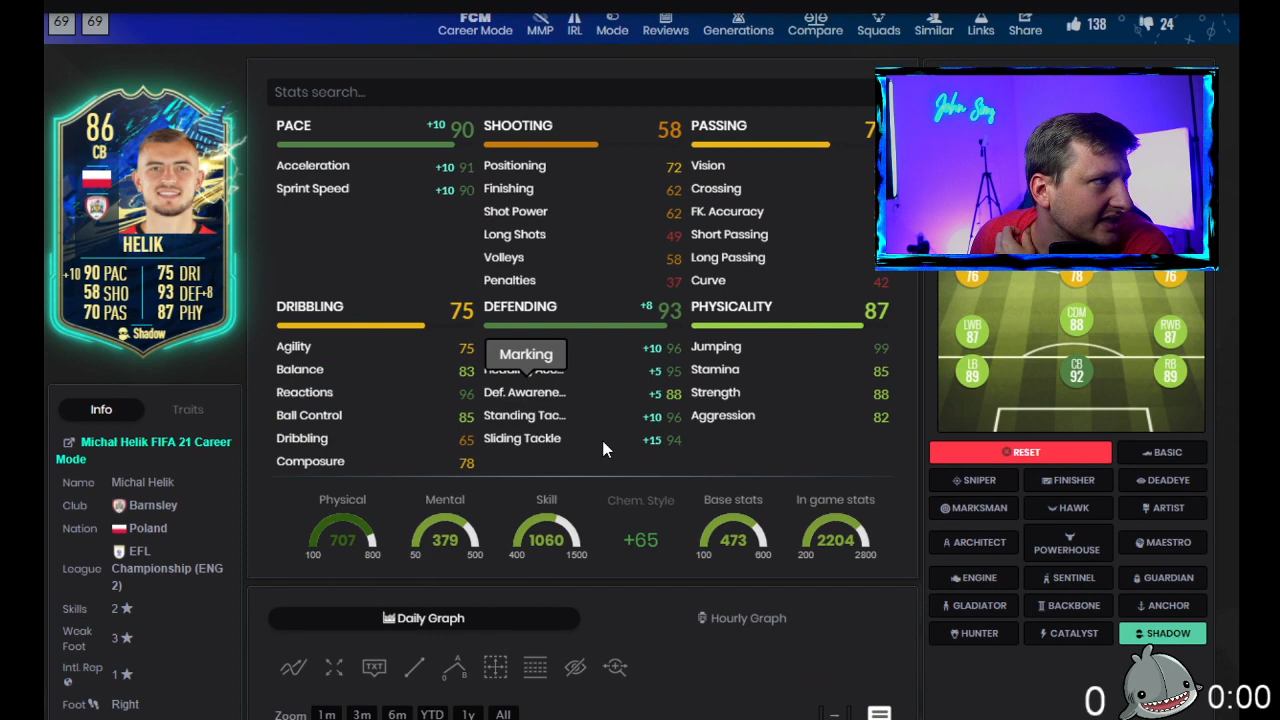 69 69
FCM
Career Mode MMP IRL Mode Reviews Generations Compare Squads Similar Links Share 138 24
Stats search...
PACE +10 90
Acceleration +10 91
Sprint Speed +10 90
SHOOTING 58
Positioning 72
Finishing 62
Shot Power 62
Long Shots 49
Volleys 58
Penalties 37
PASSING 7
Vision
Crossing
FK. Accuracy
Short Passing
Long Passing
Curve 42
John Sing
86
CB
HELIK
+10 90 PAC 75 DRI
58 SHO 93 DEF+8
70 PAS 87 PHY
Shadow
DRIBBLING 75
Agility 75
Balance 83
Reactions 96
Ball Control 85
Dribbling 65
Composure 78
DEFENDING +8 93
Marking
+10 96
+5 95
Def. Awarene... +5 88
Standing Tac... +10 96
Sliding Tackle +15 94
PHYSICALITY 87
Jumping 99
Stamina 85
Strength 88
Aggression 82
76 78 76
LWB
87
CDM
88
RWB
87
LB
89
CB
92
RB
89
Info Traits
Michal Helik FIFA 21 Career
Mode
Name Michal Helik
Club Barnsley
Nation Poland
League EFL
Championship (ENG
2)
Skills 2
Weak
Foot 3
Intl. Rep 1
Foot Right
Physical Mental Skill Chem. Style Base stats In game stats
707 379 1060 +65 473 2204
100 800 50 500 400 1500 100 600 200 2800
RESET BASIC
SNIPER FINISHER DEADEYE
MARKSMAN HAWK ARTIST
ARCHITECT POWERHOUSE MAESTRO
ENGINE SENTINEL GUARDIAN
GLADIATOR BACKBONE ANCHOR
HUNTER CATALYST SHADOW
Daily Graph Hourly Graph
TXT
Zoom 1m 3m 6m YTD 1y All
0 0:00